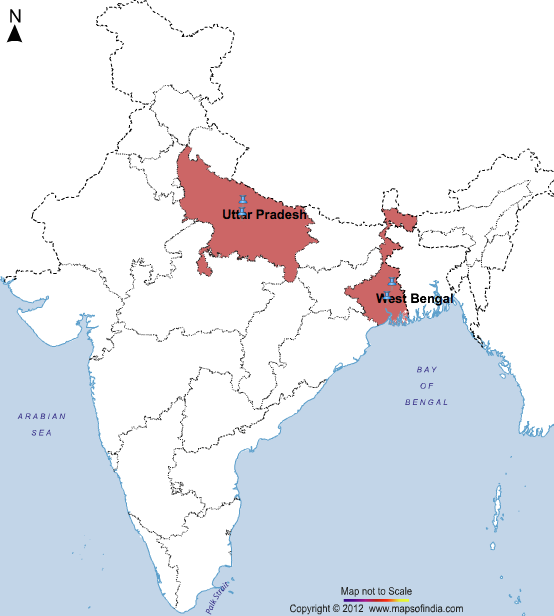 N
Uttar Pradesh
West Bengal
BAY
OF
BENGAL
ARABIAN
SEA
Palk Strait
Map not to Scale
Copyright © 2012 www.mapsofindia.com